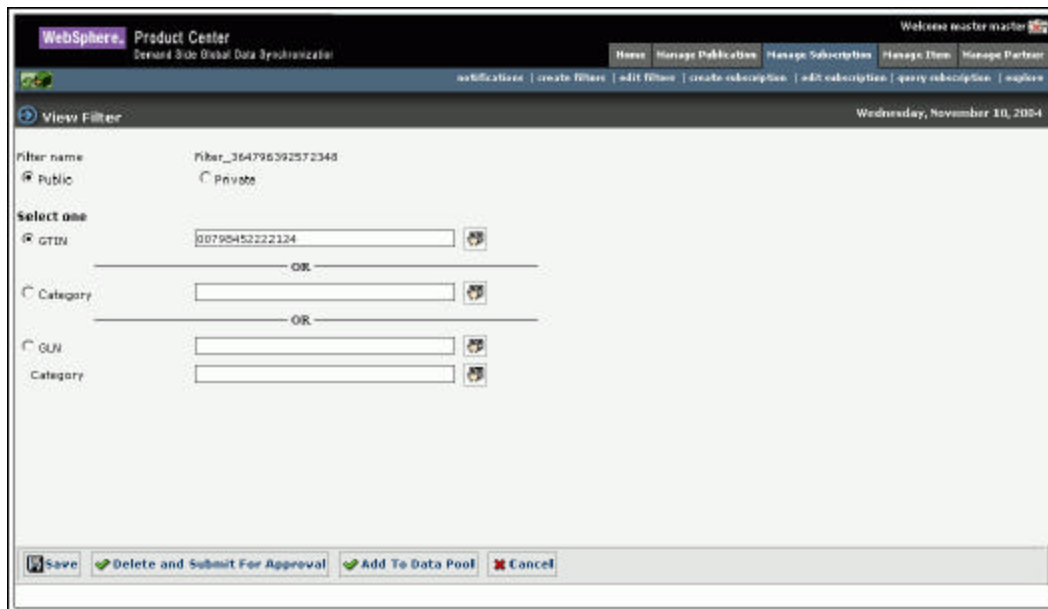 Welcome master master
WebSphere. Product Center
Demand Side Global Data Synchronization
Home Manage Publication Manage Subscription Manage Item Manage Partner
notifications | create filters | edit filters | create subscription | edit subscription | query subscription | explore
View Filter Wednesday, November 10, 2004
Filter name Filter_364796392572348
Public Private
Select one
GTIN 00798452222124
OR
Category
OR
GLN
Category
Save Delete and Submit For Approval Add To Data Pool Cancel